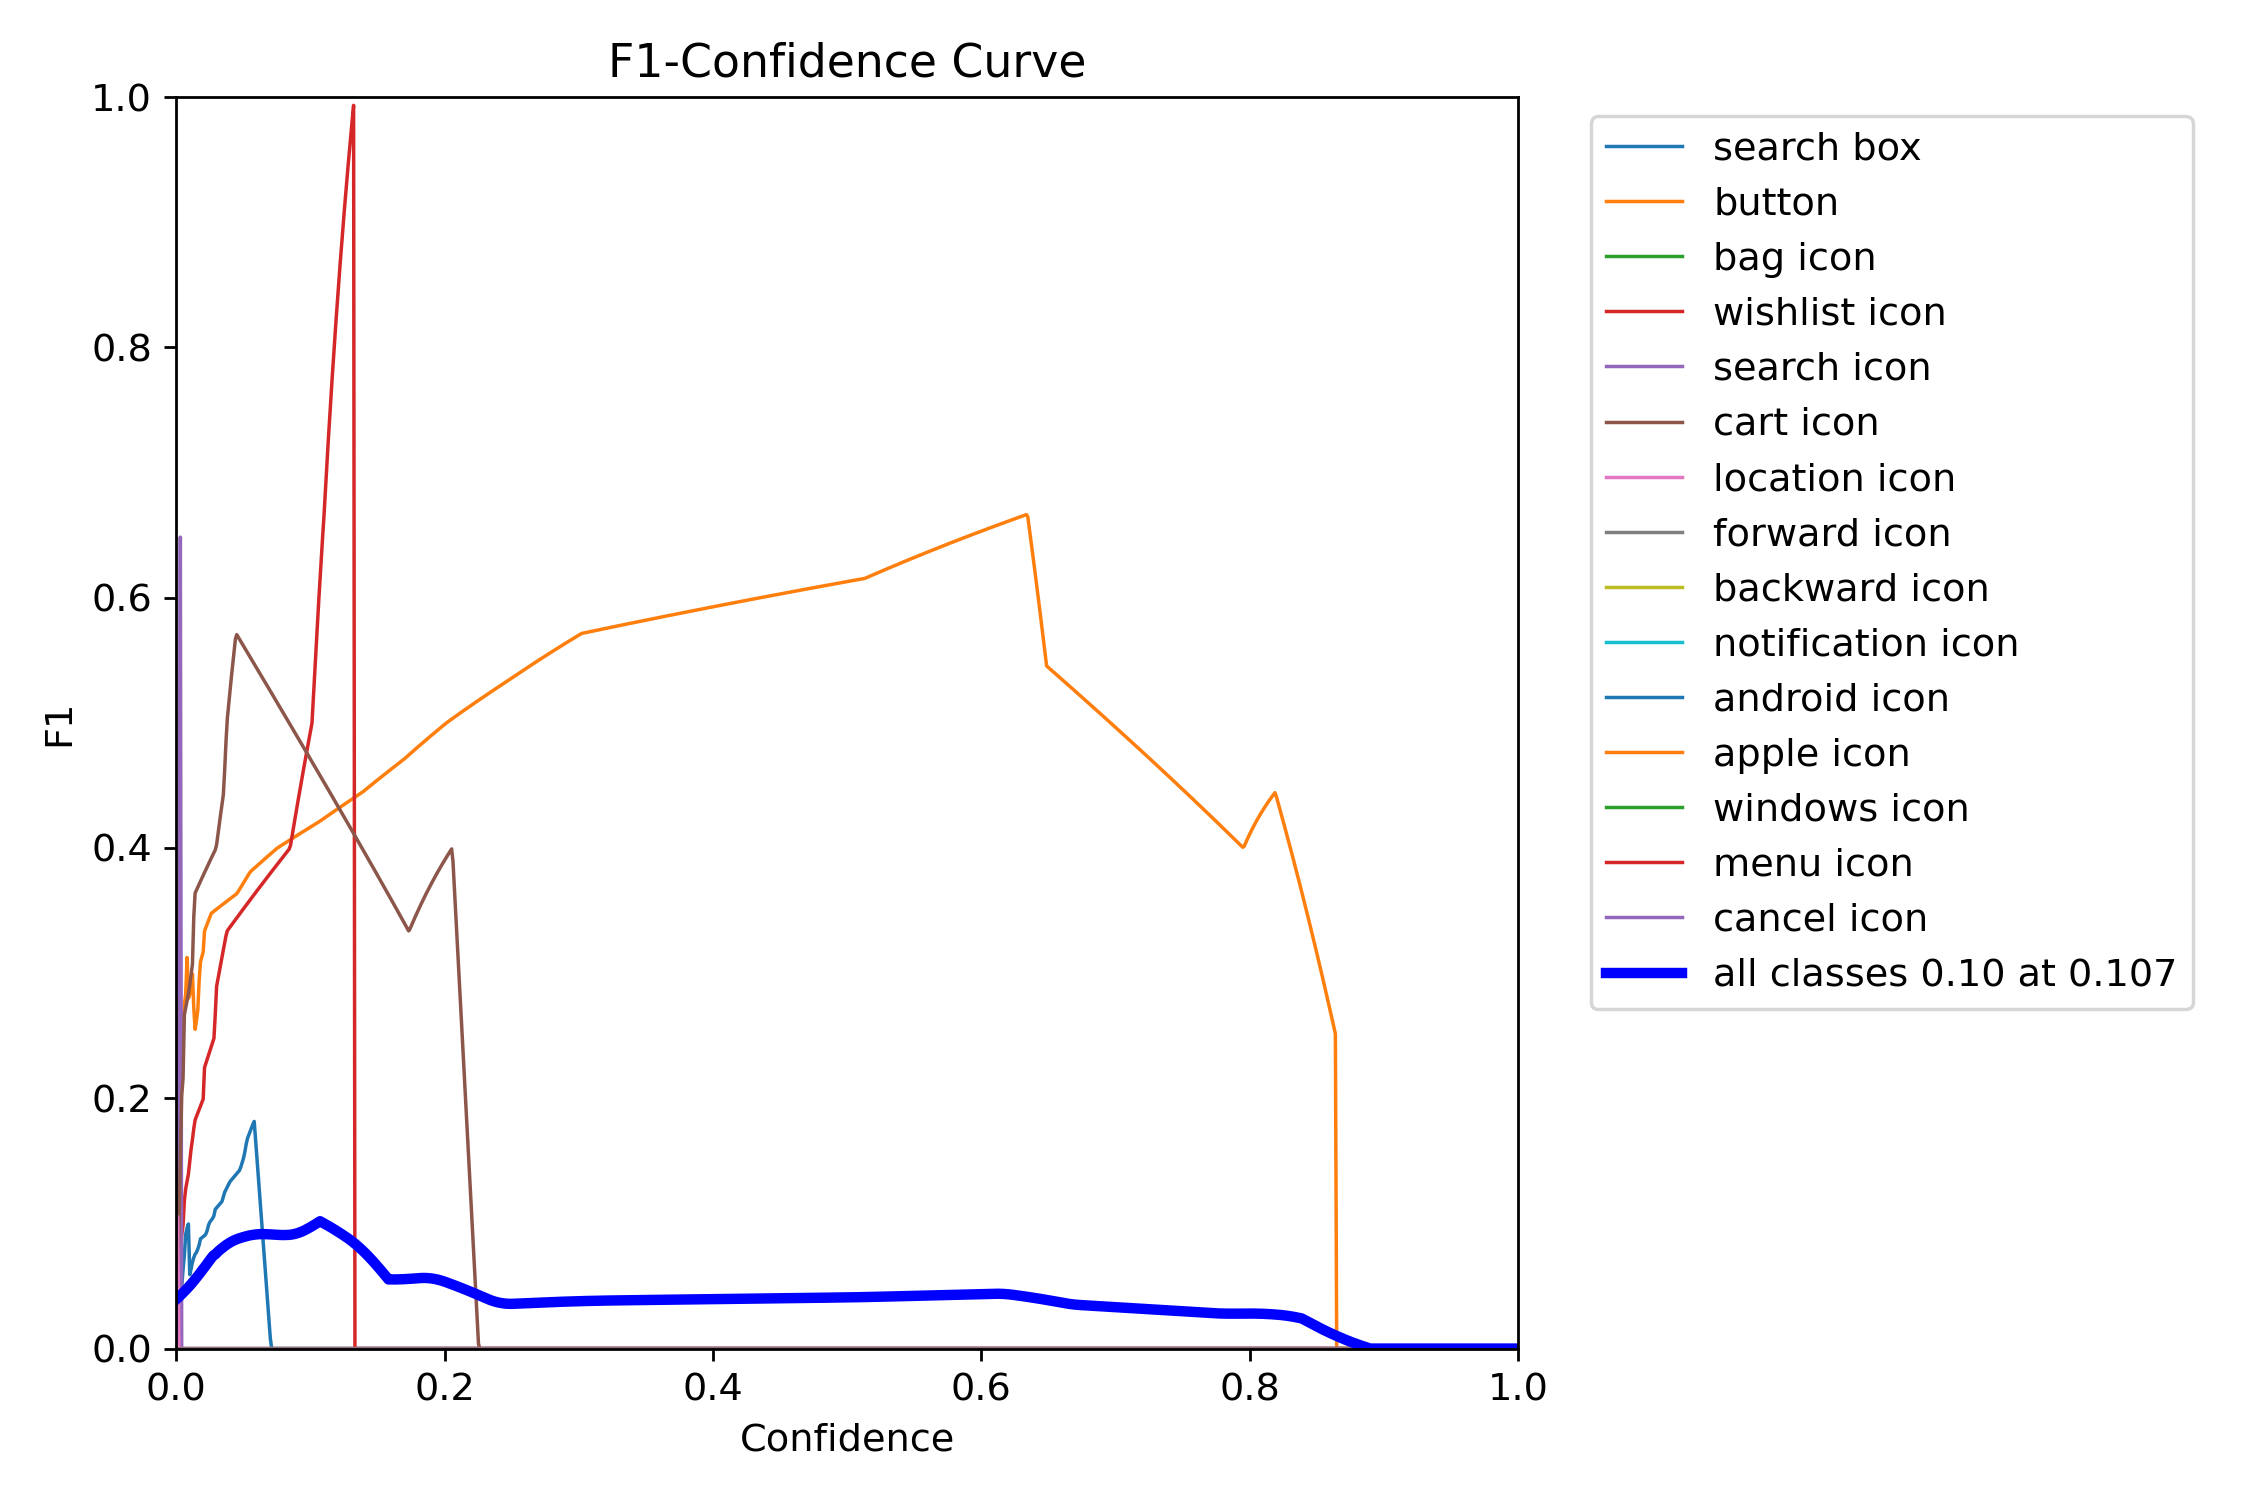 F1-Confidence Curve
1.0
0.8
0.6
0.4
0.2
0.0
F1
0.0 0.2 0.4 0.6 0.8 1.0
Confidence
search box
button
bag icon
wishlist icon
search icon
cart icon
location icon
forward icon
backward icon
notification icon
android icon
apple icon
windows icon
menu icon
cancel icon
all classes 0.10 at 0.107